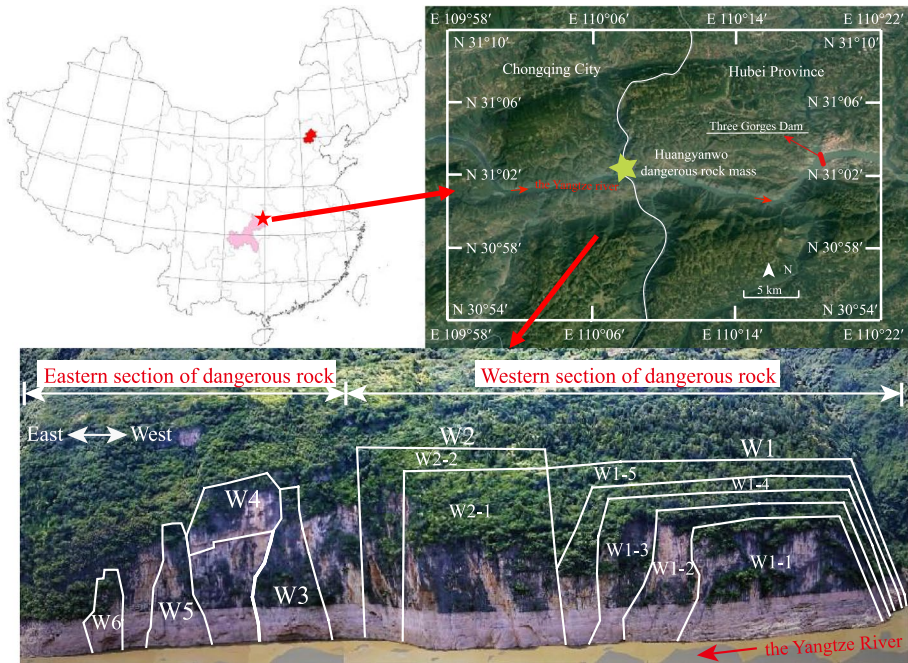 E 109°58′ E 110°06′ E 110°14′ E 110°22′
N 31°10′ N 31°10′
Chongqing City Hubei Province
N 31°06′ N 31°06′
Three Gorges Dam
Huangyanwo
dangerous rock mass
N 31°02′ N 31°02′
the Yangtze river
N 30°58′ N 30°58′
N
5 km
N 30°54′ N 30°54′
E 109°58′ E 110°06′ E 110°14′ E 110°22′
Eastern section of dangerous rock Western section of dangerous rock
East West
W2 W1
W2-2
W1-5
W1-4
W4
W2-1
W1-3
W1-1
W1-2
W3
W5
W6
the Yangtze River